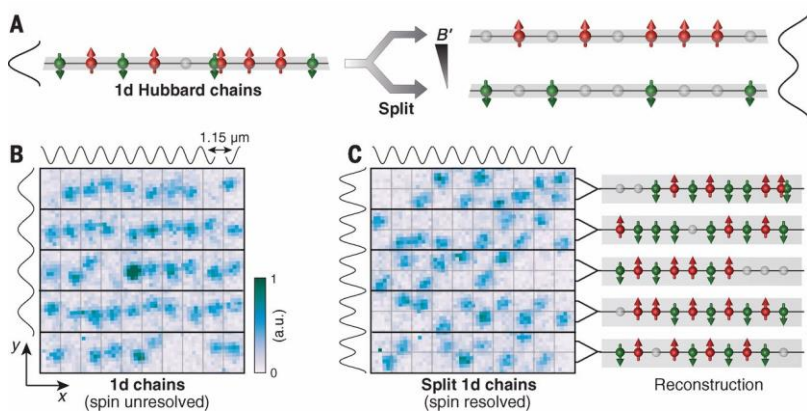 A
1d Hubbard chains
Split
B'
B
1.15 μm
1
(a.u.)
0
y
x
1d chains
(spin unresolved)
C
Split 1d chains
(spin resolved)
Reconstruction